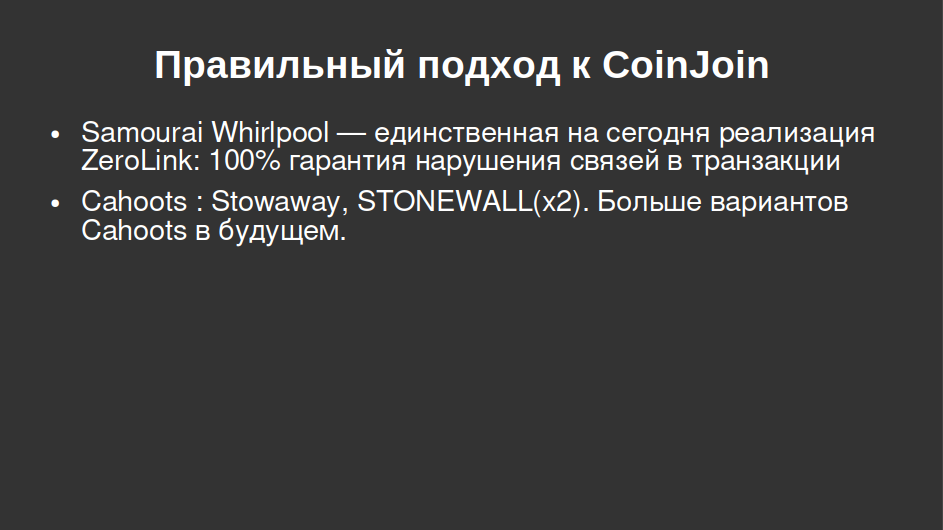 Правильный подход к CoinJoin
• Samourai Whirlpool — единственная на сегодня реализация
ZeroLink: 100% гарантия нарушения связей в транзакции
• Cahoots : Stowaway, STONEWALL(x2). Больше вариантов
Cahoots в будущем.